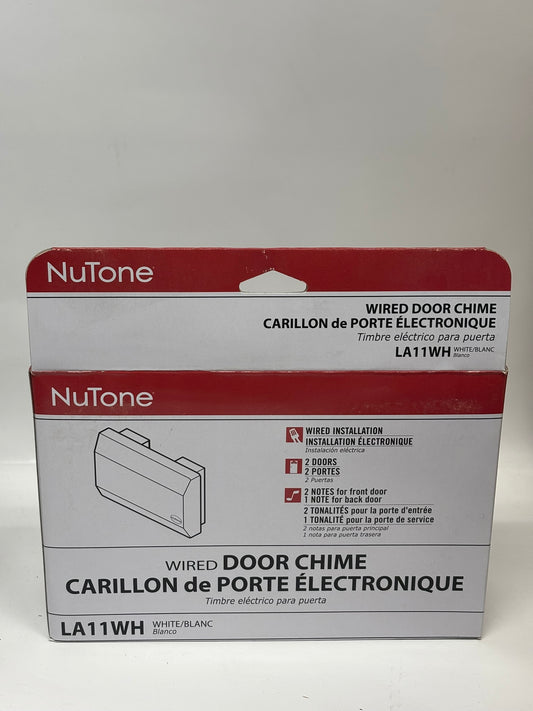 NuTone
WIRED DOOR CHIME
CARILLON de PORTE ÉLECTRONIQUE
Timbre eléctrico para puerta
LA11WH WHITE/BLANC
Blanco
NuTone
WIRED INSTALLATION
INSTALLATION ÉLECTRONIQUE
Instalación eléctrica
2 DOORS
2 PORTES
2 Puertas
2 NOTES for front door
1 NOTE for back door
2 TONALITÉS pour la porte d'entrée
1 TONALITÉ pour la porte de service
2 notas para puerta principal
1 nota para puerta trasera
WIRED DOOR CHIME
CARILLON de PORTE ÉLECTRONIQUE
Timbre eléctrico para puerta
LA11WH WHITE/BLANC
Blanco